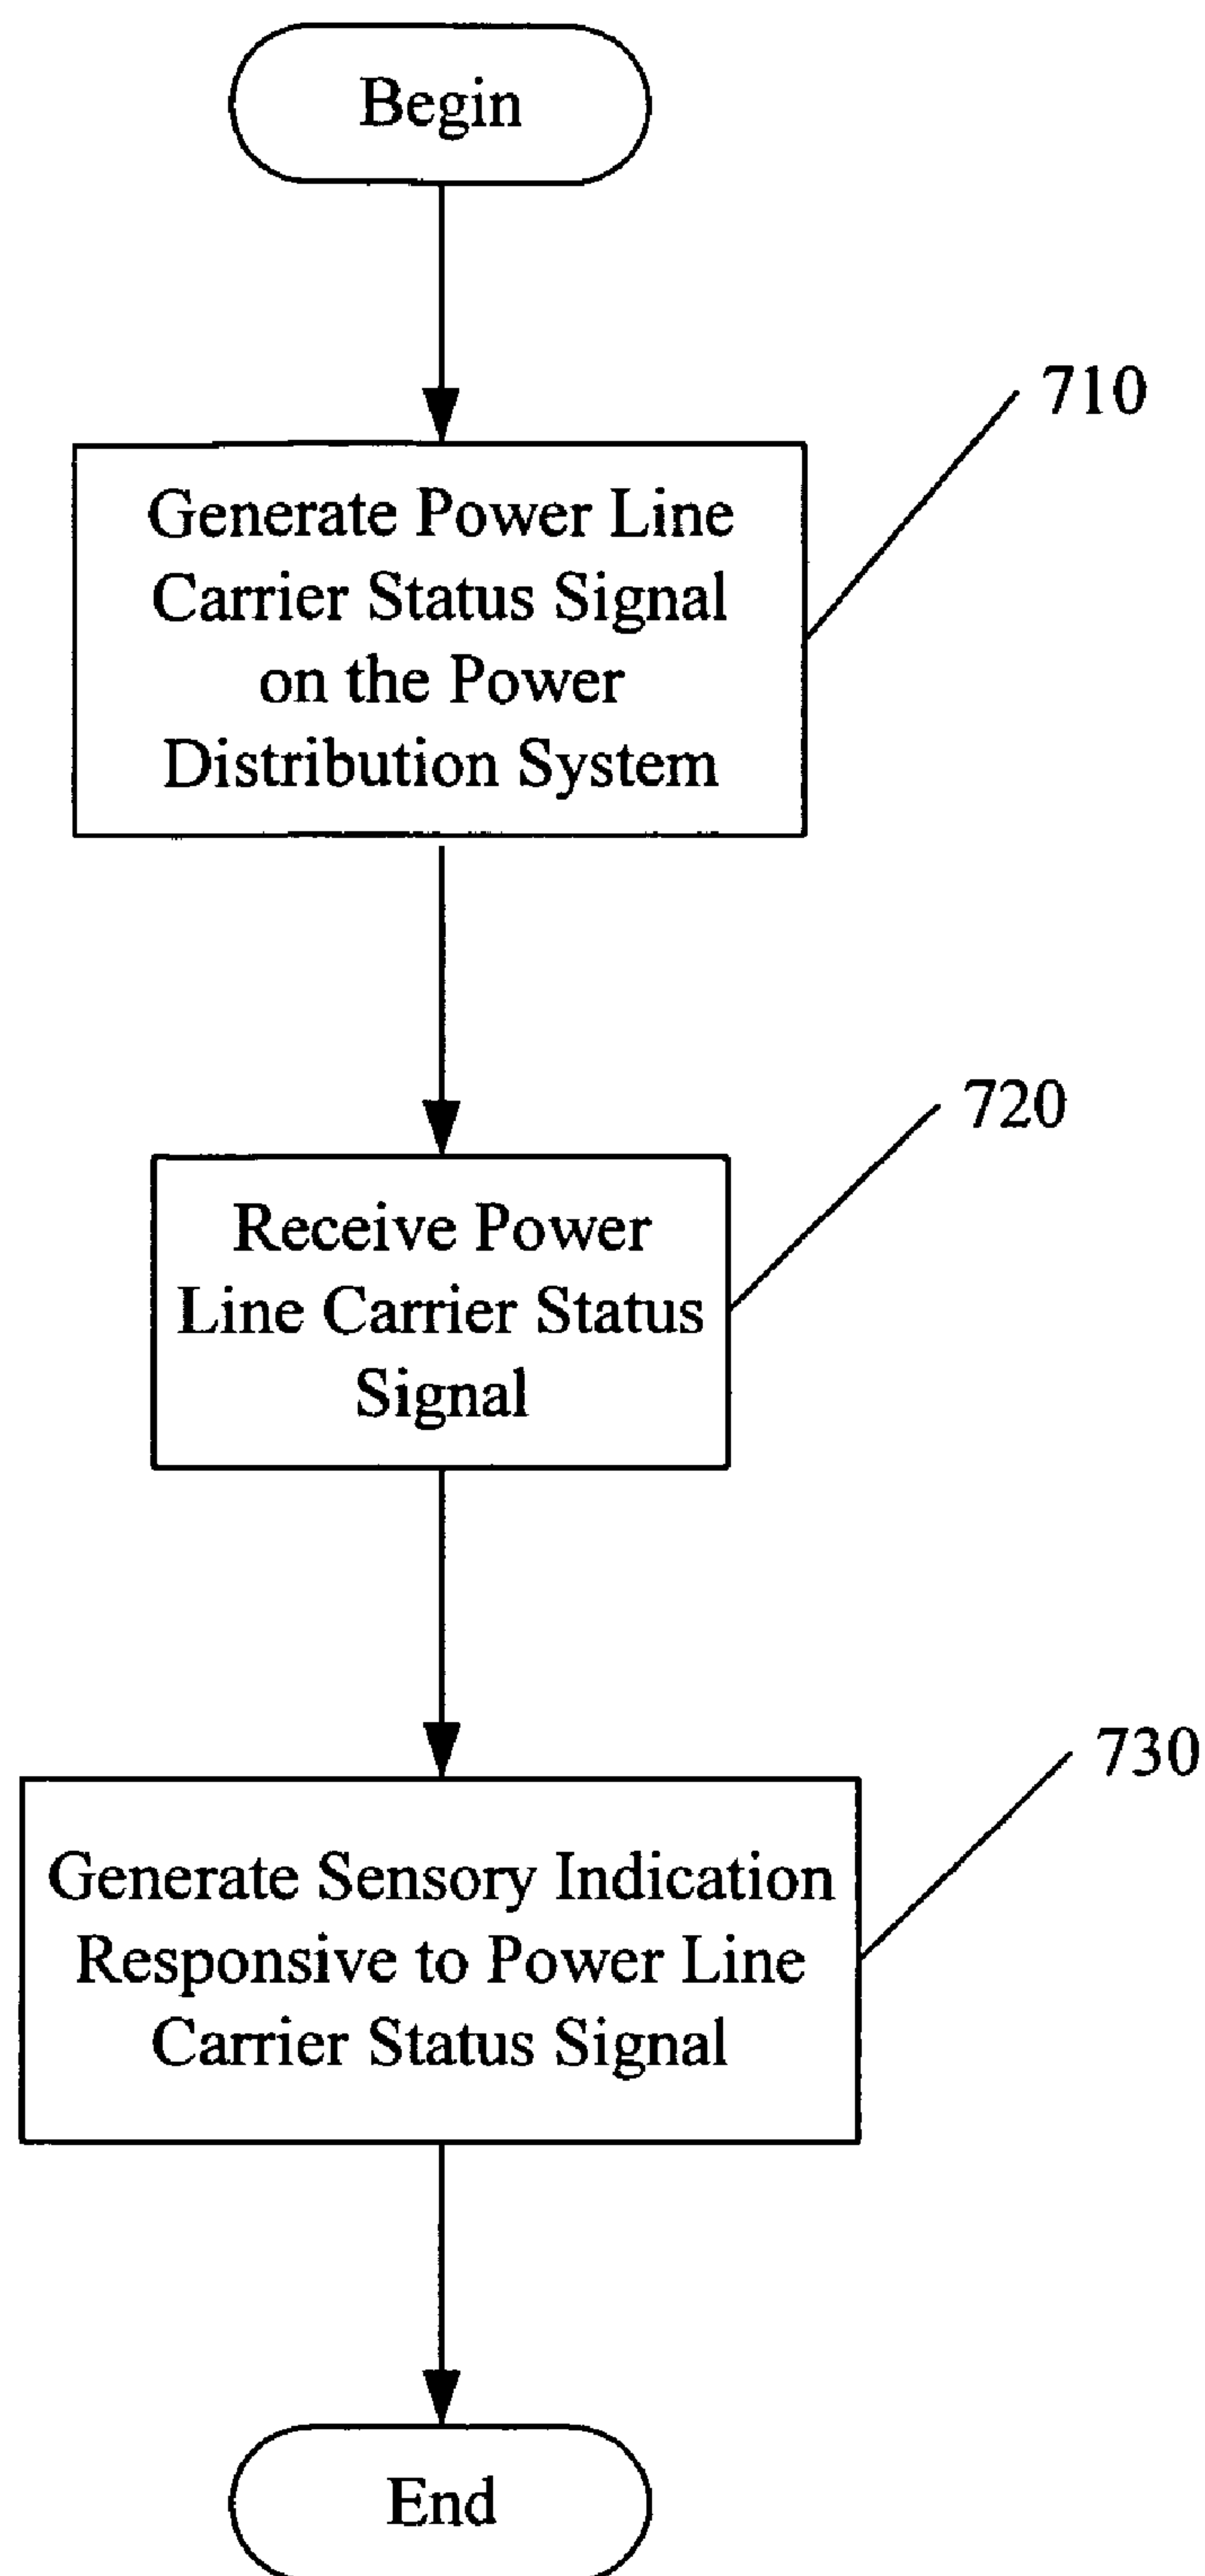 Begin
710
Generate Power Line
Carrier Status Signal
on the Power
Distribution System
720
Receive Power
Line Carrier Status
Signal
730
Generate Sensory Indication
Responsive to Power Line
Carrier Status Signal
End